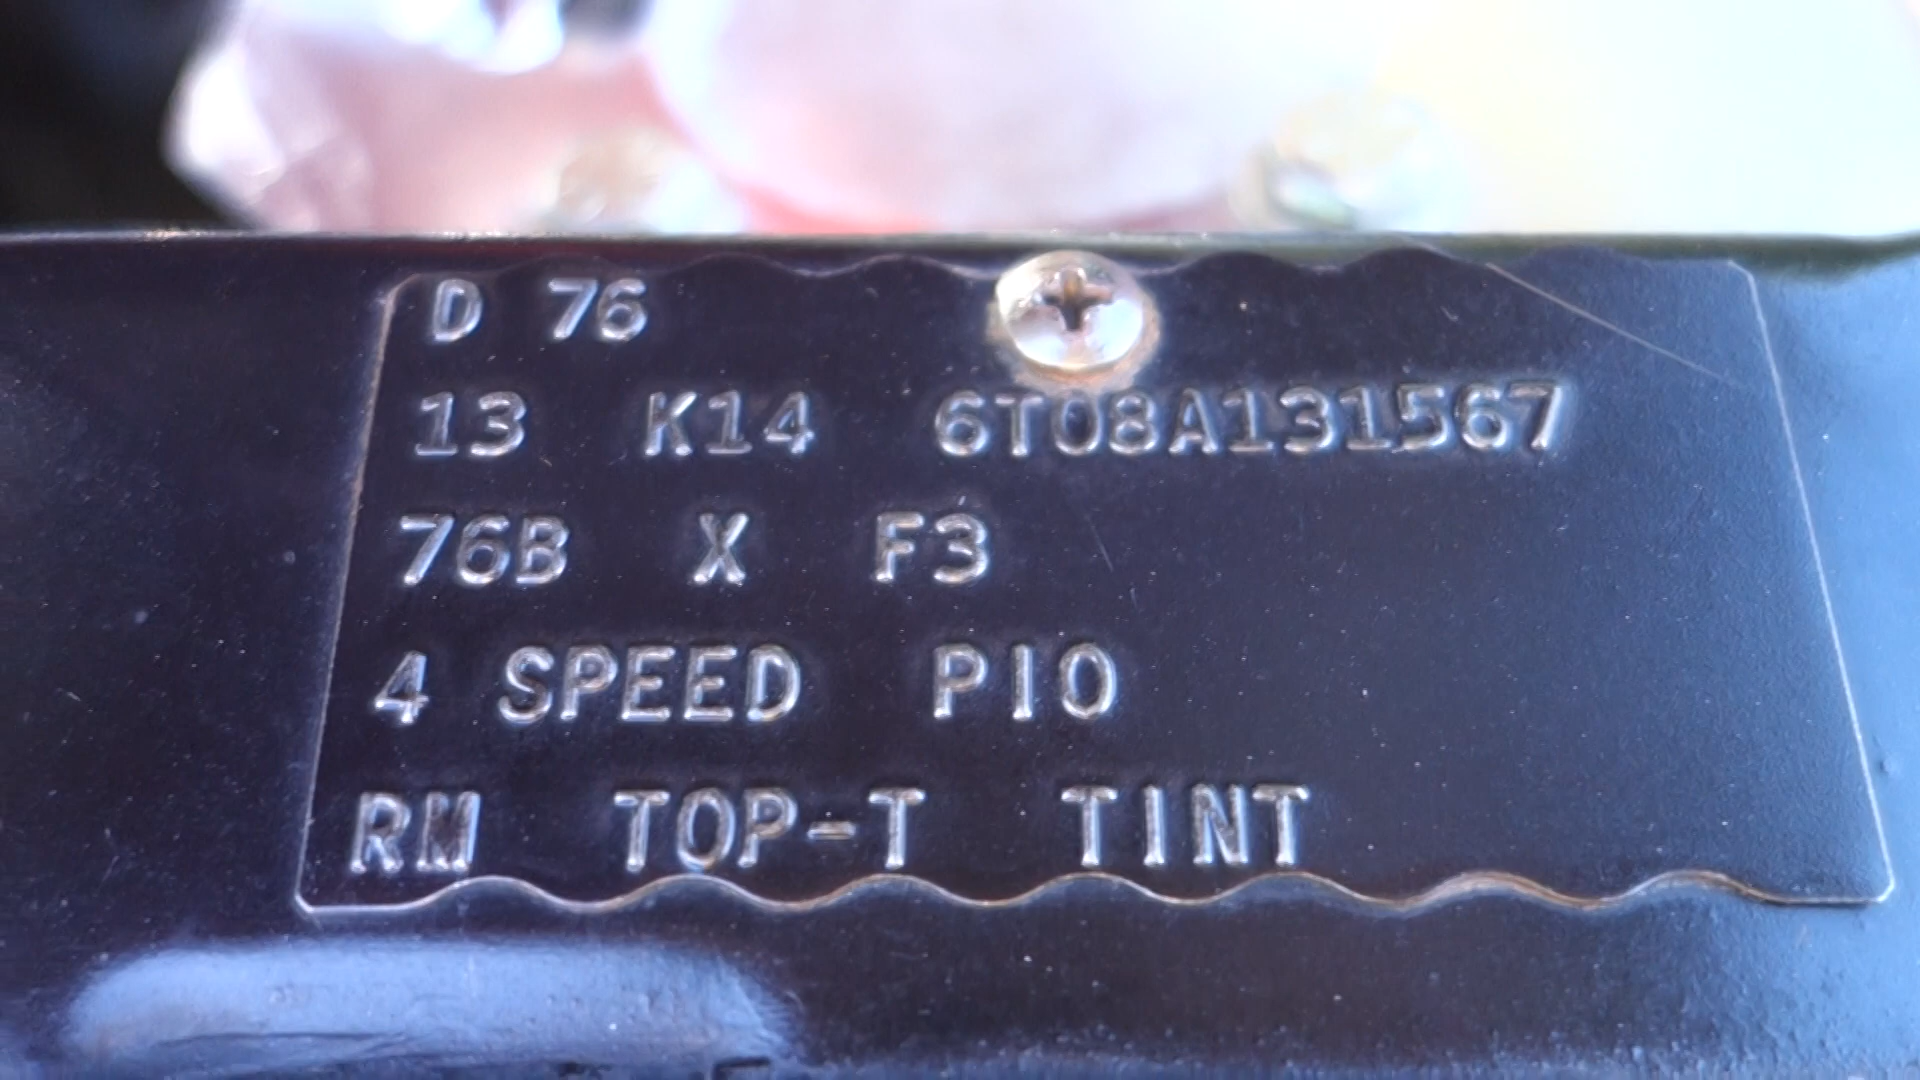 D 76
13 K14 6T08A131567
76B X F3
4 SPEED PIO
RM TOP-T TINT